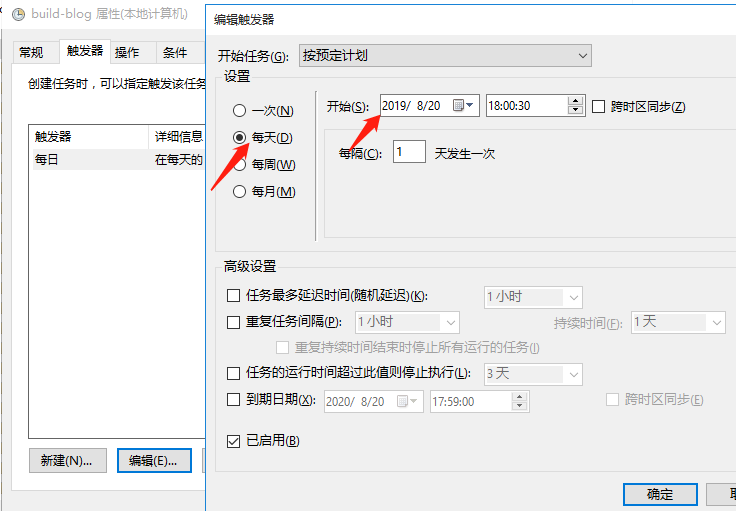 build-blog 属性(本地计算机)
常规 触发器 操作 条件
创建任务时，可以指定触发该任务
触发器 详细信息
每日 在每天的
新建(N)... 编辑(E)...
编辑触发器
开始任务(G): 按预定计划
设置
一次(N)
每天(D)
每周(W)
每月(M)
开始(S): 2019/ 8/20 18:00:30 跨时区同步(Z)
每隔(C): 1 天发生一次
高级设置
任务最多延迟时间(随机延迟)(K): 1 小时
重复任务间隔(P): 1 小时 持续时间(F): 1 天
重复持续时间结束时停止所有运行的任务(I)
任务的运行时间超过此值则停止执行(L): 3 天
到期日期(X): 2020/ 8/20 17:59:00 跨时区同步(E)
已启用(B)
确定